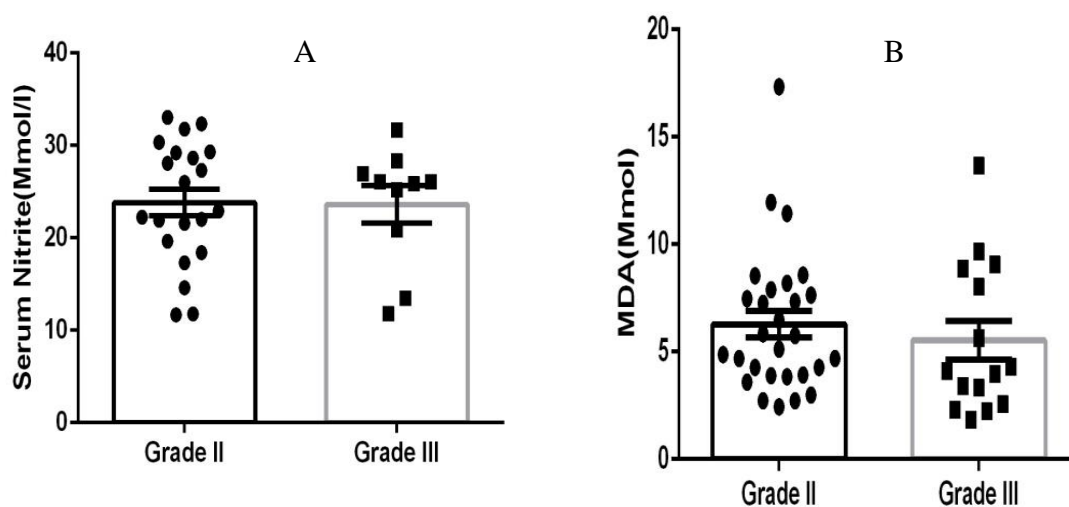 A
Serum Nitrite(Mmol/l)
40
30
20
10
0
Grade II
Grade III
B
MDA(Mmol)
20
15
10
5
0
Grade II
Grade III